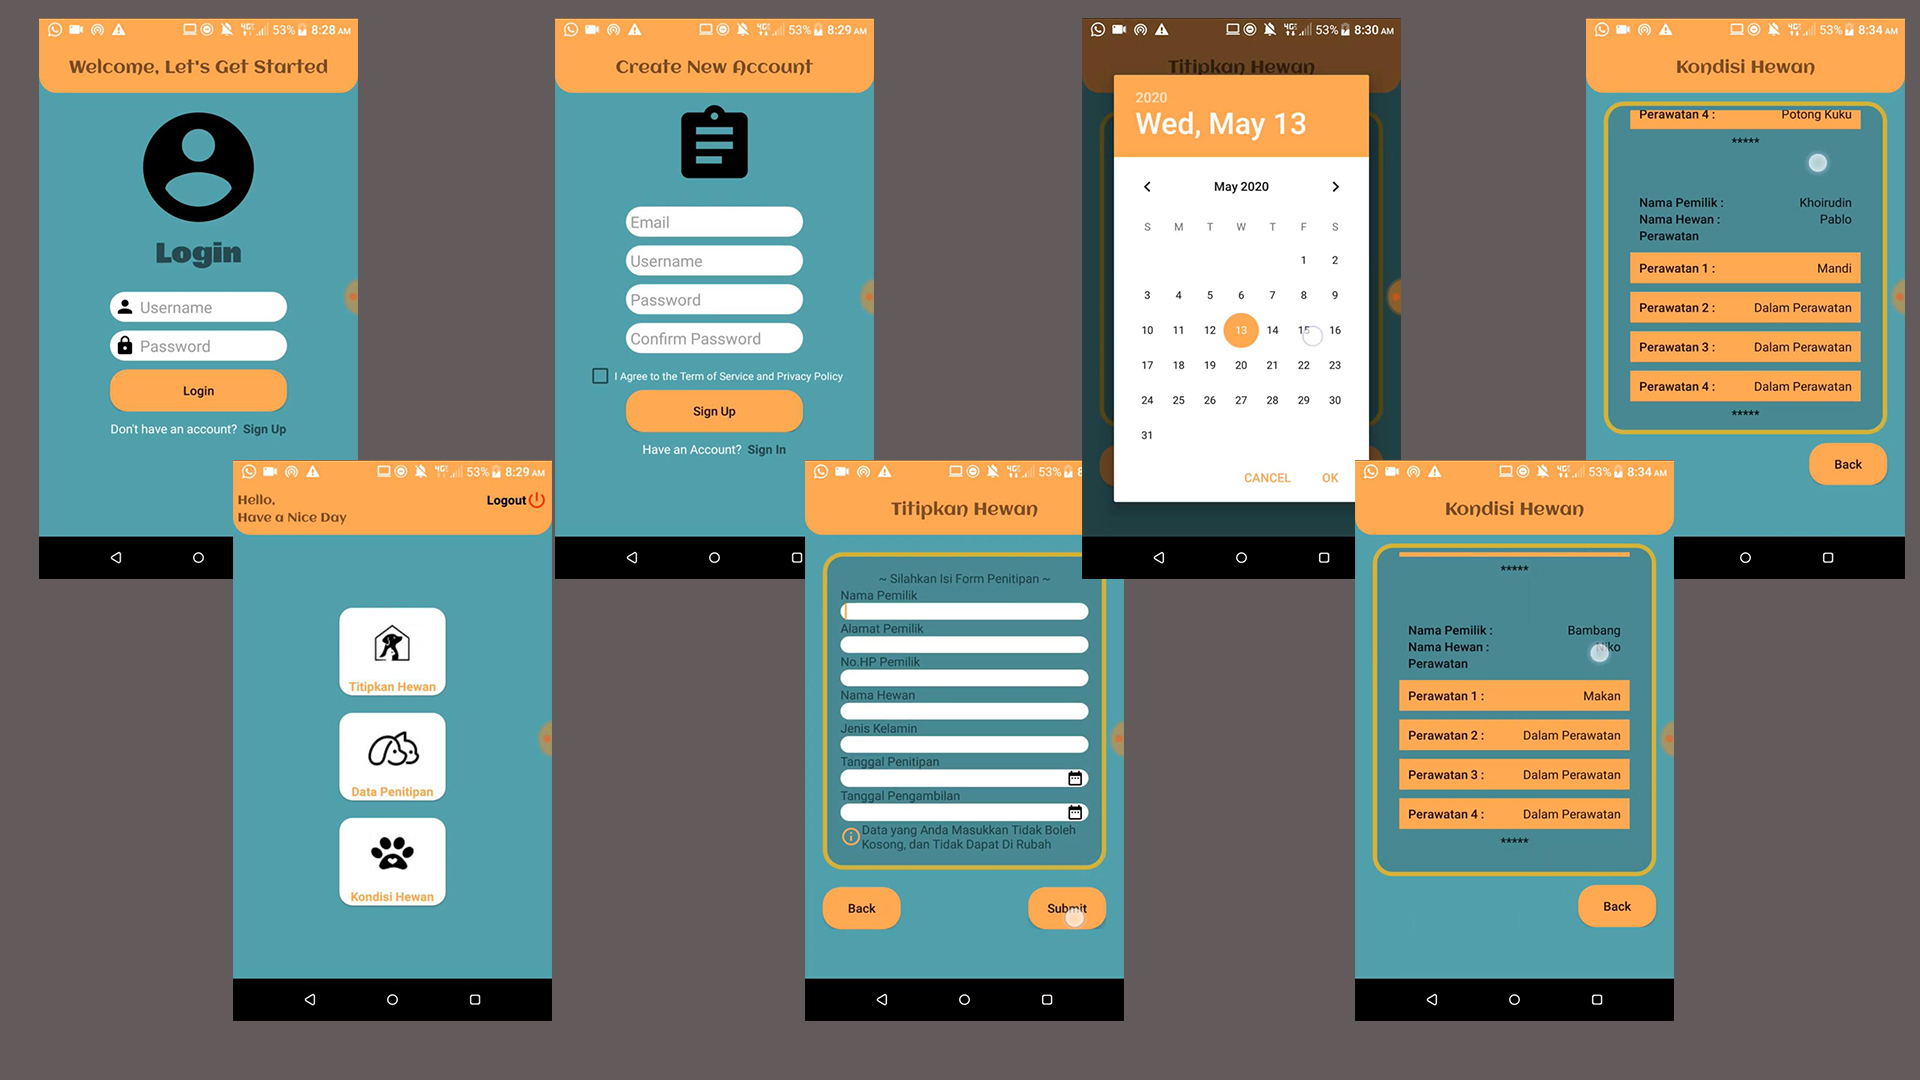 53% 8:28 AM
Welcome, Let's Get Started
Login
Username
Password
Login
Don't have an account? Sign Up
53% 8:29 AM
Hello,
Have a Nice Day
Logout
Titipkan Hewan
Data Penitipan
Kondisi Hewan
53% 8:29 AM
Create New Account
Email
Username
Password
Confirm Password
I Agree to the Term of Service and Privacy Policy
Sign Up
Have an Account? Sign In
53% 8
Titipkan Hewan
~ Silahkan Isi Form Penitipan ~
Nama Pemilik
Alamat Pemilik
No.HP Pemilik
Nama Hewan
Jenis Kelamin
Tanggal Penitipan
Tanggal Pengambilan
Data yang Anda Masukkan Tidak Boleh
Kosong, dan Tidak Dapat Di Rubah
Back
Submit
53% 8:30 AM
Titipkan Hewan
2020
Wed, May 13
May 2020
S M T W T F S
1 2
3 4 5 6 7 8 9
10 11 12 13 14 15 16
17 18 19 20 21 22 23
24 25 26 27 28 29 30
31
CANCEL OK
53% 8:34 AM
Kondisi Hewan
*****
Nama Pemilik : Bambang
Nama Hewan : Niko
Perawatan
Perawatan 1 : Makan
Perawatan 2 : Dalam Perawatan
Perawatan 3 : Dalam Perawatan
Perawatan 4 : Dalam Perawatan
*****
Back
53% 8:34 AM
Kondisi Hewan
Perawatan 4 : Potong Kuku
*****
Nama Pemilik : Khoirudin
Nama Hewan : Pablo
Perawatan
Perawatan 1 : Mandi
Perawatan 2 : Dalam Perawatan
Perawatan 3 : Dalam Perawatan
Perawatan 4 : Dalam Perawatan
*****
Back